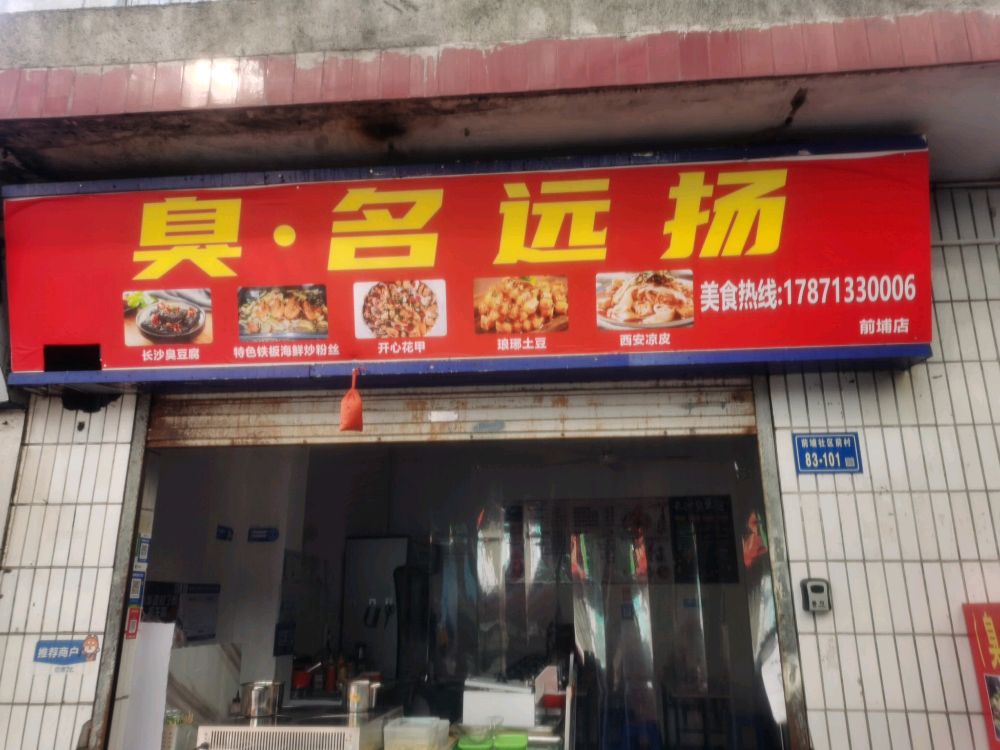 臭·名远扬
长沙臭豆腐
特色铁板海鲜炒粉丝
开心花甲
琅琊土豆
西安凉皮
美食热线:17871330006
前埔店
前埔社区前村
83-101
推荐商户